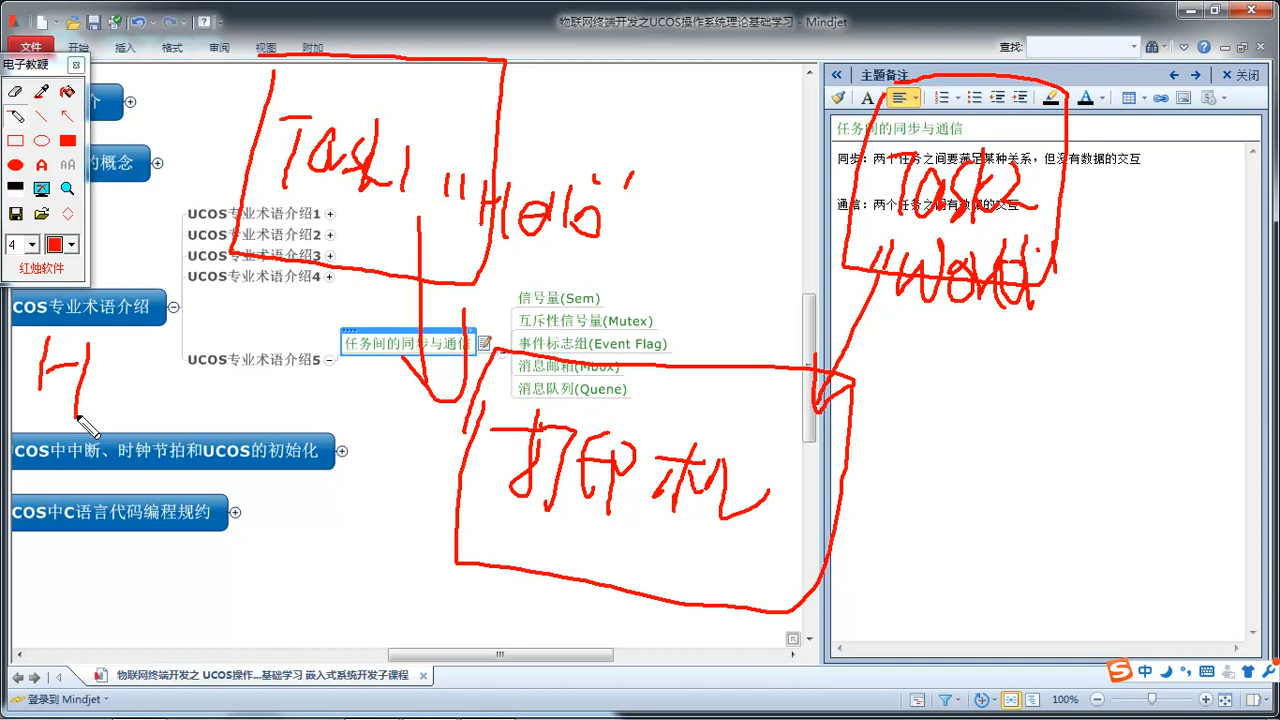 物联网终端开发之UCOS操作系统理论基础学习 - Mindjet
文件 开始 插入 格式 审阅 视图 附加 查找:
电子教鞭
主题备注 关闭
介
的概念
4
红烛软件
Task1
"Hello"
Task2
"World"
任务间的同步与通信
同步：两个任务之间要满足某种关系，但没有数据的交互
通信：两个任务之间有数据的交互
UCOS专业术语介绍1
UCOS专业术语介绍2
UCOS专业术语介绍3
UCOS专业术语介绍4
COS专业术语介绍
UCOS专业术语介绍5
任务间的同步与通信
信号量(Sem)
互斥性信号量(Mutex)
事件标志组(Event Flag)
消息邮箱(Mbox)
消息队列(Quene)
H
打印机
COS中中断、时钟节拍和UCOS的初始化
COS中C语言代码编程规约
物联网终端开发之 UCOS操作...基础学习 嵌入式系统开发子课程
中
登录到 Mindjet
100%